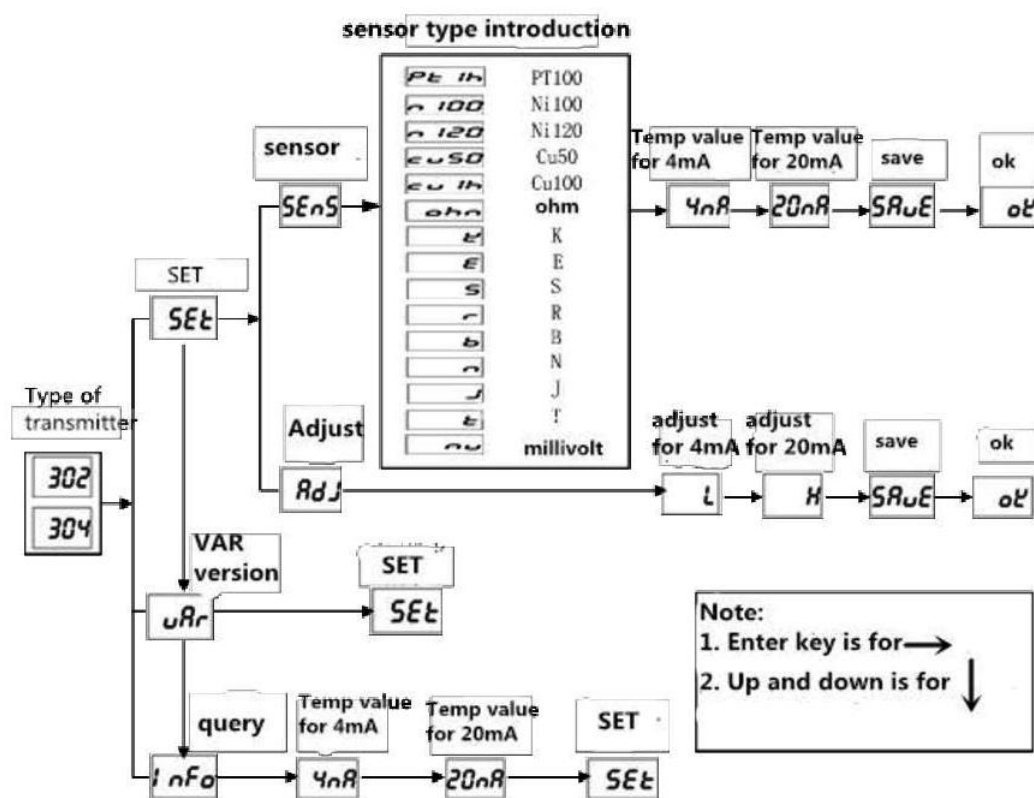 sensor type introduction
Pt 1h PT100
n 100 Ni100
n 120 Ni120
cu50 Cu50
cu 1h Cu100
ohn ohm
K
E E
S S
r R
b B
n N
J J
t T
nu millivolt
sensor
SEnS
Temp value
for 4mA
4nA
Temp value
for 20mA
20nA
save
SAuE
ok
SET
SEt
Type of
transmitter
302
304
Adjust
AdJ
adjust
for 4mA
L
adjust
for 20mA
H
save
SAuE
ok
VAR
version
uAr
SET
SEt
query
InFo
Temp value
for 4mA
4nA
Temp value
for 20mA
20nA
SET
SEt
Note:
1. Enter key is for
2. Up and down is for